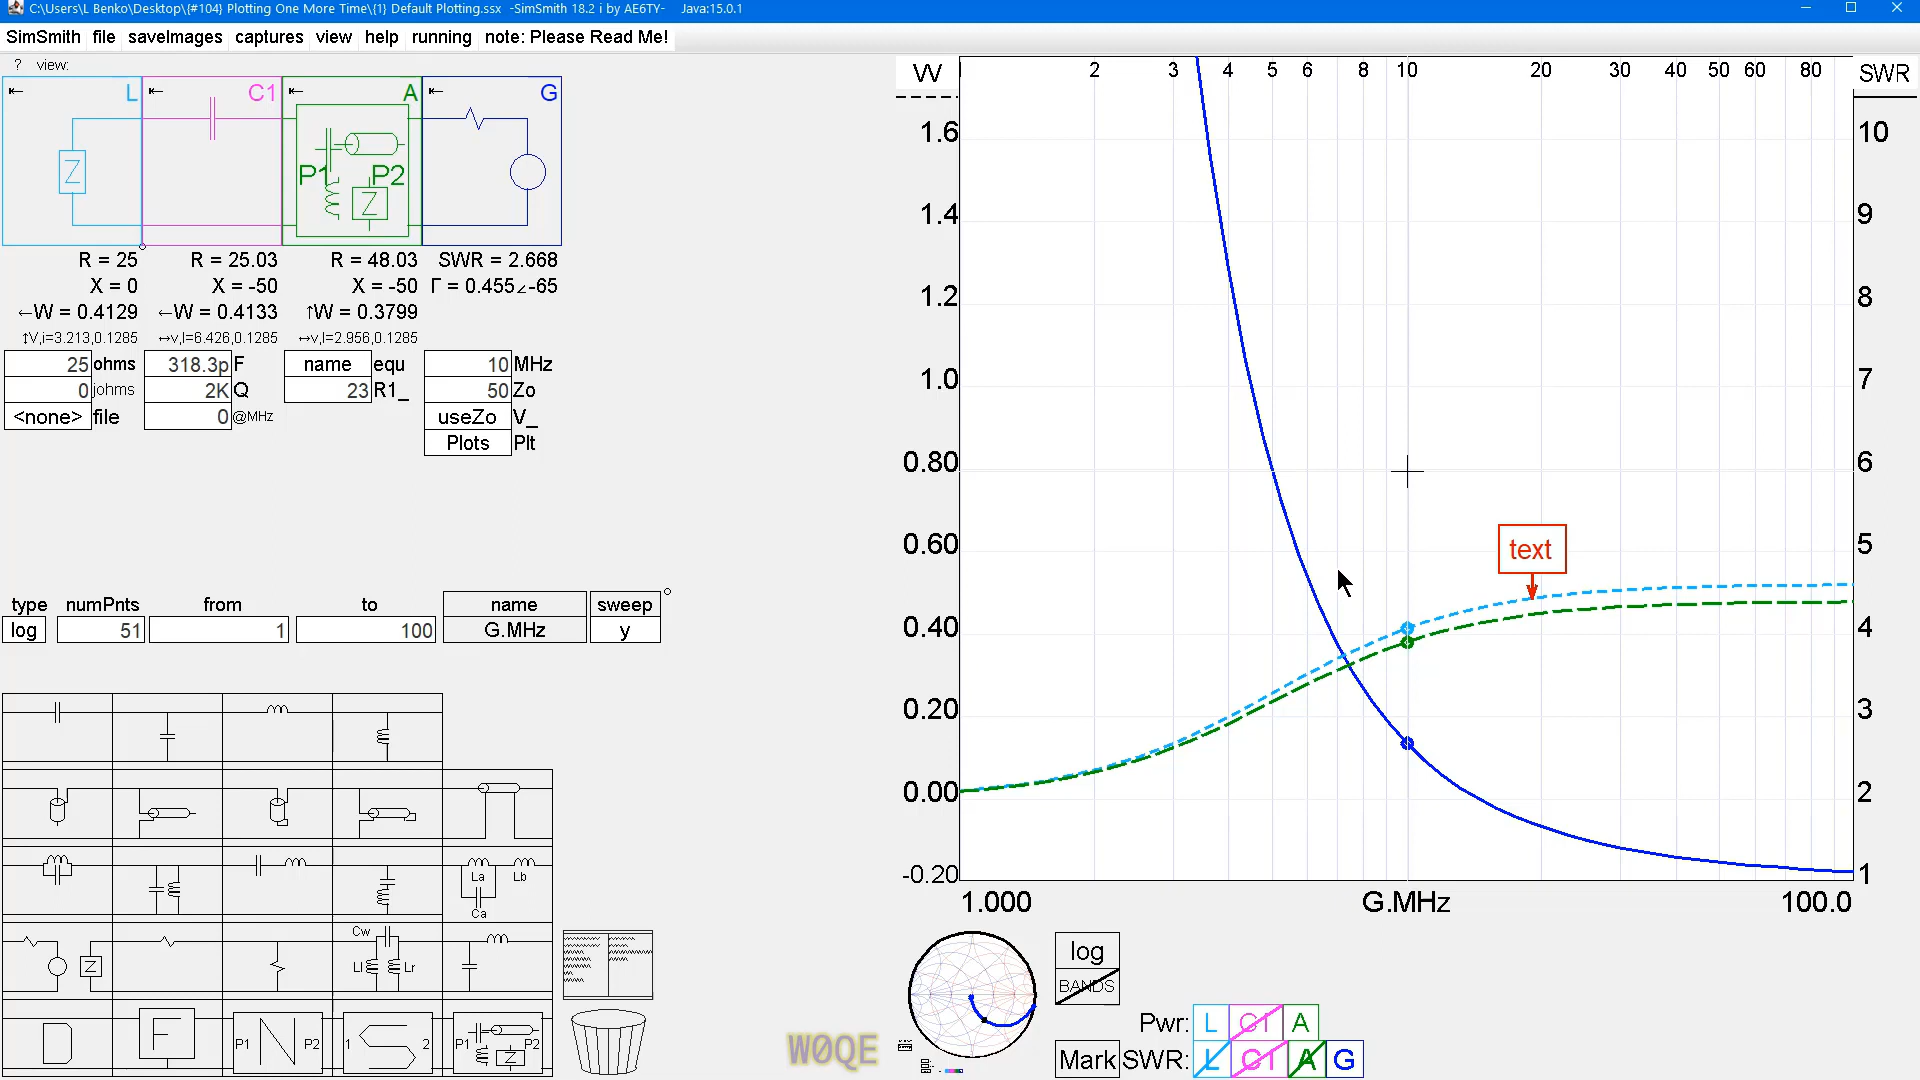 C:\Users\L Benko\Desktop\{#104} Plotting One More Time\{1} Default Plotting.ssx -SimSmith 18.2 i by AE6TY- Java:15.0.1
SimSmith file saveImages captures view help running note: Please Read Me!
? view:
L C1 A G
Z P1 P2 Z
R = 25 R = 25.03 R = 48.03 SWR = 2.668
X = 0 X = -50 X = -50 Γ = 0.455∠-65
←W = 0.4129 ←W = 0.4133 ↑W = 0.3799
↕V,i=3.213,0.1285 ↔v,I=6.426,0.1285 ↔v,I=2.956,0.1285
25 ohms 318.3p F name equ 10 MHz
0 johms 2K Q 23 R1_ 50 Zo
<none> file 0 @MHz useZo V_
Plots Plt
type numPnts from to name sweep
log 51 1 100 G.MHz y
La Lb
Ca
Cw
Z Ll Lr
D F P1 N P2 1 S 2 P1 P2 Z
W 2 3 4 5 6 8 10 20 30 40 50 60 80 SWR
1.6 10
1.4 9
1.2 8
1.0 7
0.80 6
0.60 5
text
0.40 4
0.20 3
0.00 2
-0.20 1
1.000 G.MHz 100.0
log
BANDS
Pwr: L C1 A
Mark SWR: L C1 A G
W0QE